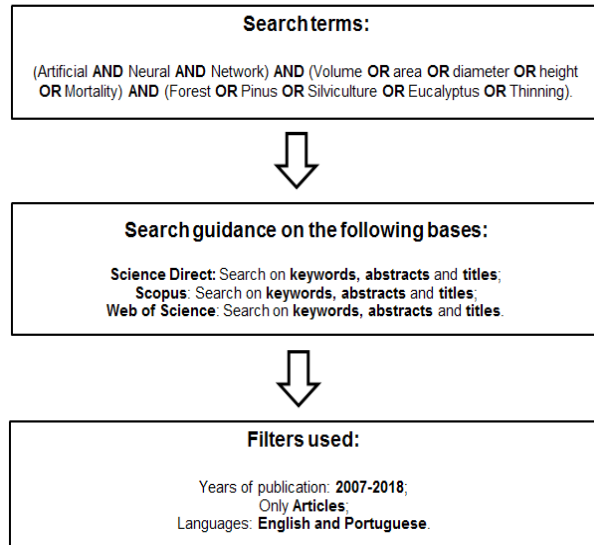 Search terms:
(Artificial AND Neural AND Network) AND (Volume OR area OR diameter OR height
OR Mortality) AND (Forest OR Pinus OR Silviculture OR Eucalyptus OR Thinning).
Search guidance on the following bases:
Science Direct: Search on keywords, abstracts and titles;
Scopus: Search on keywords, abstracts and titles;
Web of Science: Search on keywords, abstracts and titles.
Filters used:
Years of publication: 2007-2018;
Only Articles;
Languages: English and Portuguese.